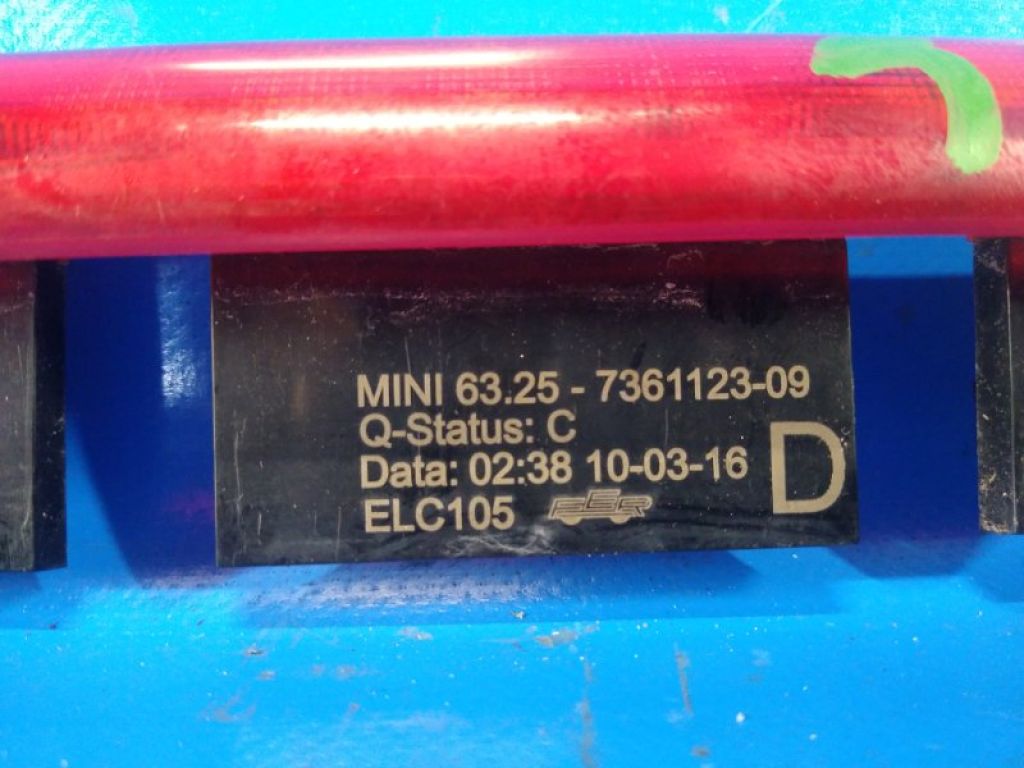 MINI 63.25 - 7361123-09
Q-Status: C
Data: 02:38 10-03-16
ELC105
D